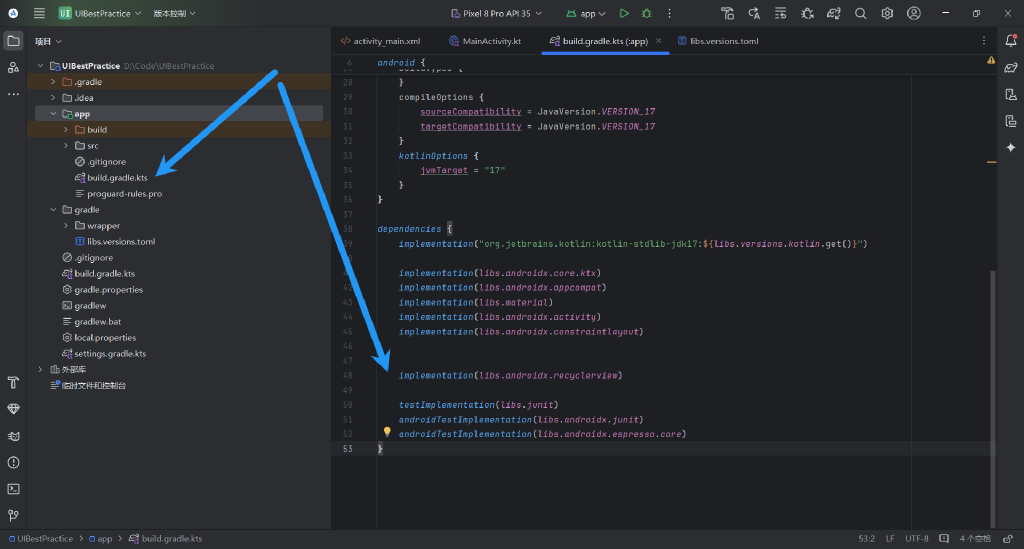 UI UIBestPractice 版本控制 Pixel 8 Pro API 35 app
项目
activity_main.xml MainActivity.kt build.gradle.kts (app) libs.versions.toml
UIBestPractice D:\Code\UIBestPractice
.gradle
.idea
app
build
src
.gitignore
build.gradle.kts
proguard-rules.pro
gradle
wrapper
libs.versions.toml
.gitignore
build.gradle.kts
gradle.properties
gradlew
gradlew.bat
local.properties
settings.gradle.kts
外部库
临时文件和控制台
6 android {
28 }
29 compileOptions {
30 sourceCompatibility = JavaVersion.VERSION_17
31 targetCompatibility = JavaVersion.VERSION_17
32 }
33 kotlinOptions {
34 jvmTarget = "17"
35 }
36 }
37
38 dependencies {
39 implementation("org.jetbrains.kotlin:kotlin-stdlib-jdk17:${libs.versions.kotlin.get()}")
implementation(libs.androidx.core.ktx)
42 implementation(libs.androidx.appcompat)
43 implementation(libs.material)
44 implementation(libs.androidx.activity)
45 implementation(libs.androidx.constraintlayout)
46
47
48 implementation(libs.androidx.recyclerview)
49
50 testImplementation(libs.junit)
51 androidTestImplementation(libs.androidx.junit)
52 androidTestImplementation(libs.androidx.espresso.core)
53 }
UIBestPractice > app > build.gradle.kts 53:2 LF UTF-8 4 个空格